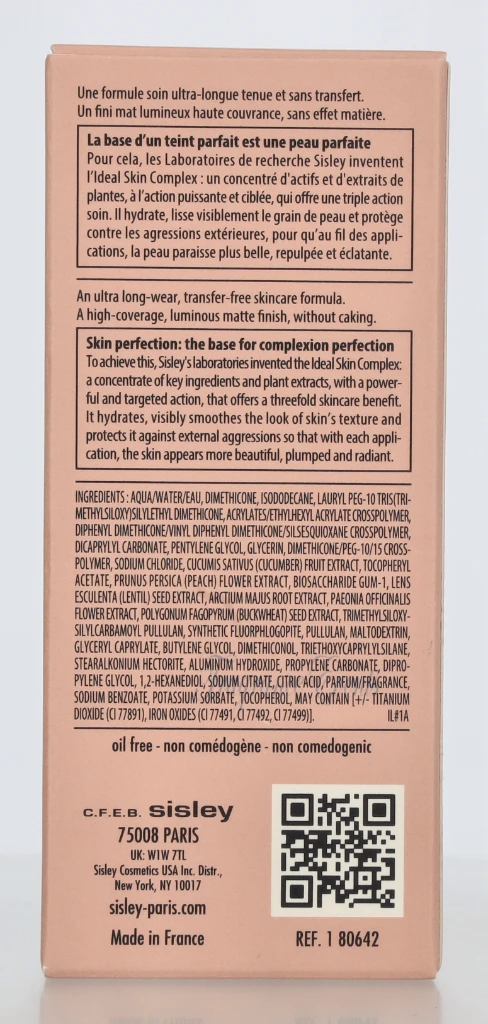 Une formule soin ultra-longue tenue et sans transfert.
Un fini mat lumineux haute couvrance, sans effet matière.
La base d'un teint parfait est une peau parfaite
Pour cela, les Laboratoires de recherche Sisley inventent
l'Ideal Skin Complex : un concentré d'actifs et d'extraits de
plantes, à l'action puissante et ciblée, qui offre une triple action
soin. Il hydrate, lisse visiblement le grain de peau et protège
contre les agressions extérieures, pour qu'au fil des appli-
cations, la peau paraisse plus belle, repulpée et éclatante.
An ultra long-wear, transfer-free skincare formula.
A high-coverage, luminous matte finish, without caking.
Skin perfection: the base for complexion perfection
To achieve this, Sisley's laboratories invented the Ideal Skin Complex:
a concentrate of key ingredients and plant extracts, with a power-
ful and targeted action, that offers a threefold skincare benefit.
It hydrates, visibly smoothes the look of skin's texture and
protects it against external aggressions so that with each appli-
cation, the skin appears more beautiful, plumped and radiant.
INGREDIENTS : AQUA/WATER/EAU, DIMETHICONE, ISODODECANE, LAURYL PEG-10 TRIS(TRI-
METHYLSILOXY)SILYLETHYL DIMETHICONE, ACRYLATES/ETHYLHEXYL ACRYLATE CROSSPOLYMER,
DIPHENYL DIMETHICONE/VINYL DIPHENYL DIMETHICONE/SILSESQUIOXANE CROSSPOLYMER,
DICAPRYLYL CARBONATE, PENTYLENE GLYCOL, GLYCERIN, DIMETHICONE/PEG-10/15 CROSS-
POLYMER, SODIUM CHLORIDE, CUCUMIS SATIVUS (CUCUMBER) FRUIT EXTRACT, TOCOPHERYL
ACETATE, PRUNUS PERSICA (PEACH) FLOWER EXTRACT, BIOSACCHARIDE GUM-1, LENS
ESCULENTA (LENTIL) SEED EXTRACT, ARCTIUM MAJUS ROOT EXTRACT, PAEONIA OFFICINALIS
FLOWER EXTRACT, POLYGONUM FAGOPYRUM (BUCKWHEAT) SEED EXTRACT, TRIMETHYLSILOXY-
SILYLCARBAMOYL PULLULAN, SYNTHETIC FLUORPHLOGOPITE, PULLULAN, MALTODEXTRIN,
GLYCERYL CAPRYLATE, BUTYLENE GLYCOL, DIMETHICONOL, TRIETHOXYCAPRYLYLSILANE,
STEARALKONIUM HECTORITE, ALUMINUM HYDROXIDE, PROPYLENE CARBONATE, DIPRO-
PYLENE GLYCOL, 1,2-HEXANEDIOL, SODIUM CITRATE, CITRIC ACID, PARFUM/FRAGRANCE,
SODIUM BENZOATE, POTASSIUM SORBATE, TOCOPHEROL, MAY CONTAIN [+/- TITANIUM
DIOXIDE (CI 77891), IRON OXIDES (CI 77491, CI 77492, CI 77499)]. IL#1A
oil free - non comédogène - non comedogenic
C.F.E.B. sisley
75008 PARIS
UK: W1W 7TL
Sisley Cosmetics USA Inc. Distr.,
New York, NY 10017
sisley-paris.com
Made in France REF. 1 80642